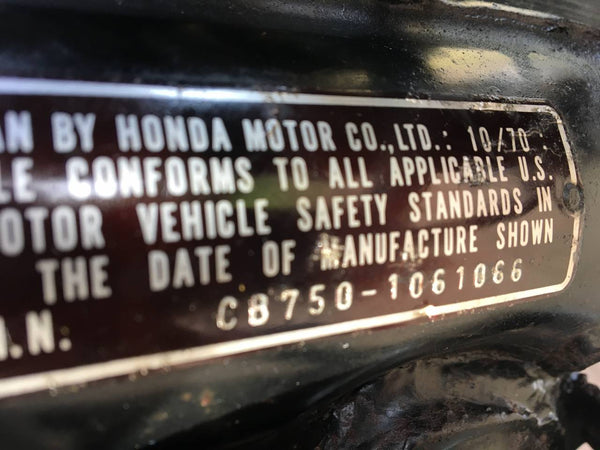 AN BY HONDA MOTOR CO.,LTD.: 10/70.
LE CONFORMS TO ALL APPLICABLE U.S.
OTOR VEHICLE SAFETY STANDARDS IN
THE DATE OF MANUFACTURE SHOWN
I.N. CB750-1061066